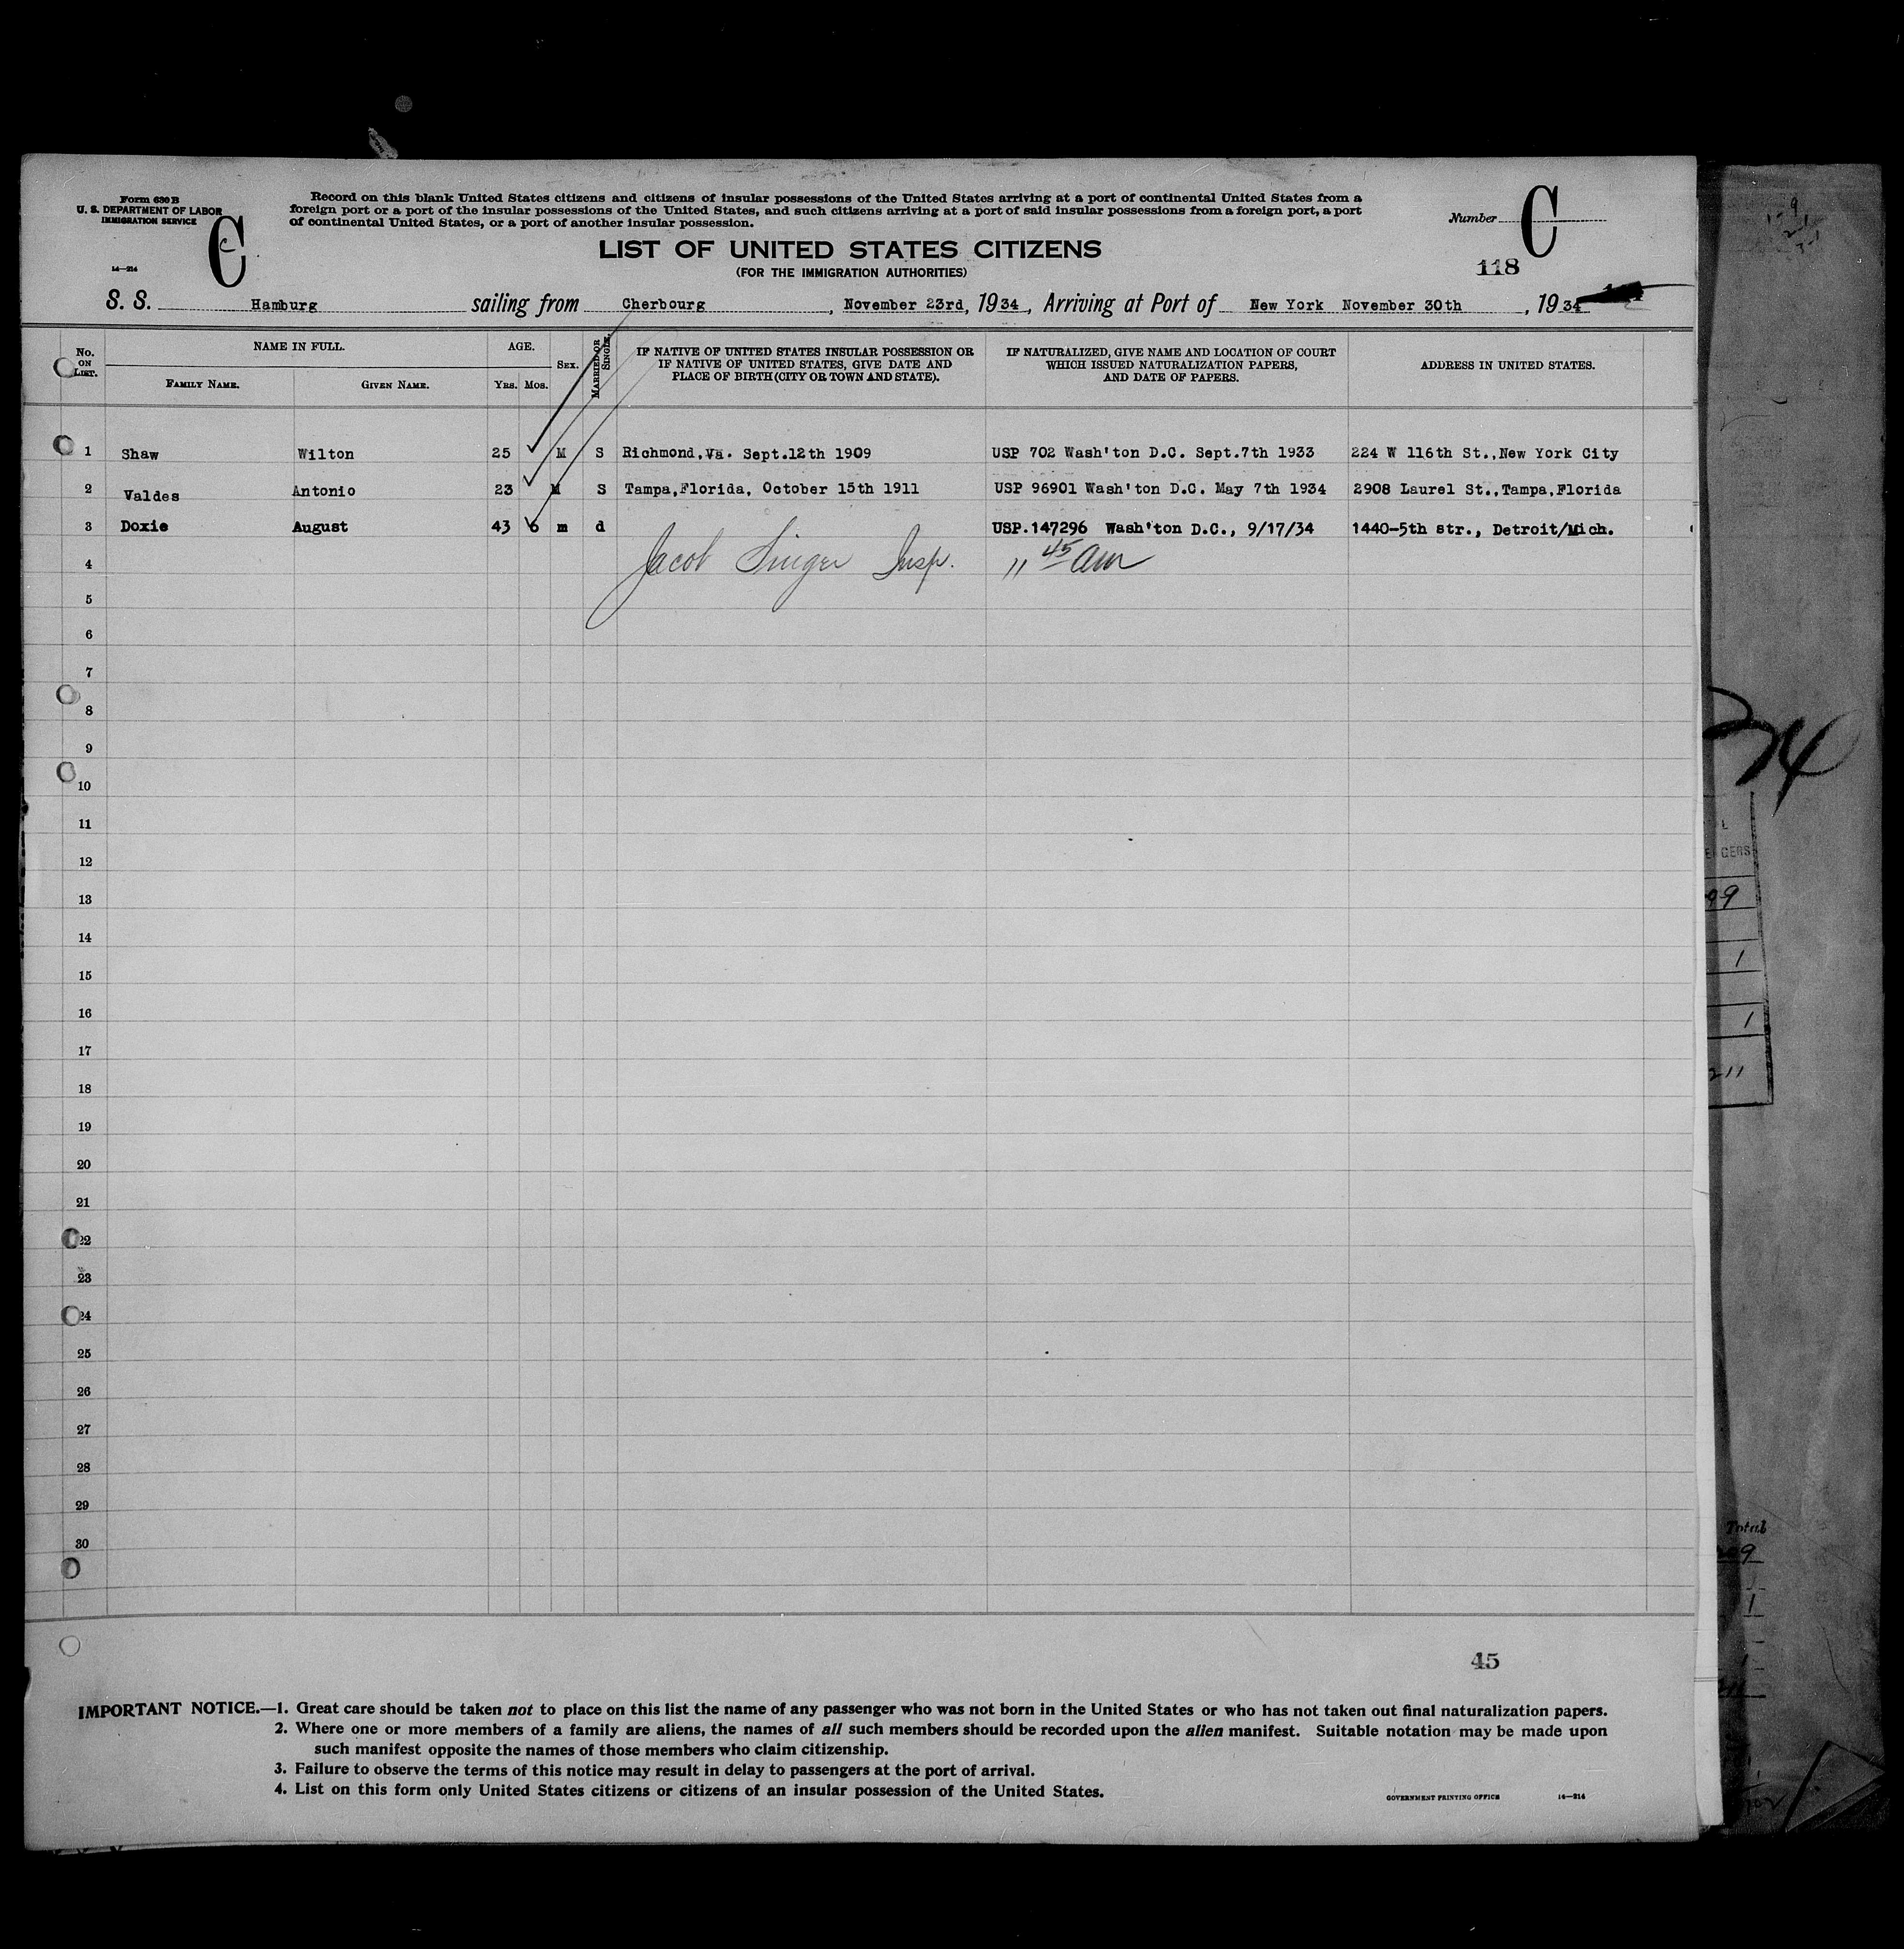 Form 630 B
U. S. DEPARTMENT OF LABOR
IMMIGRATION SERVICE
14—214
C
C
Record on this blank United States citizens and citizens of insular possessions of the United States arriving at a port of continental United States from a
foreign port or a port of the insular possessions of the United States, and such citizens arriving at a port of said insular possessions from a foreign port, a port
of continental United States, or a port of another insular possession.
Number C
LIST OF UNITED STATES CITIZENS
(FOR THE IMMIGRATION AUTHORITIES)
118
S. S. Hamburg sailing from Cherbourg, November 23rd, 1934, Arriving at Port of New York November 30th, 1934
No. ON LIST. NAME IN FULL. AGE. SEX. MARRIED OR SINGLE. IF NATIVE OF UNITED STATES INSULAR POSSESSION OR IF NATIVE OF UNITED STATES, GIVE DATE AND PLACE OF BIRTH (CITY OR TOWN AND STATE). IF NATURALIZED, GIVE NAME AND LOCATION OF COURT WHICH ISSUED NATURALIZATION PAPERS, AND DATE OF PAPERS. ADDRESS IN UNITED STATES.
FAMILY NAME. GIVEN NAME. YRS. MOS.
1 Shaw Wilton 25 M S Richmond, Va. Sept.12th 1909 USP 702 Wash'ton D.C. Sept.7th 1933 224 W 116th St., New York City
2 Valdes Antonio 23 M S Tampa, Florida, October 15th 1911 USP 96901 Wash'ton D.C. May 7th 1934 2908 Laurel St., Tampa, Florida
3 Doxie August 43 6 m d USP.147296 Wash'ton D.C., 9/17/34 1440-5th str., Detroit/Mich.
4 Jacob Singer Insp. 11 45 am
5
6
7
8
9
10
11
12
13
14
15
16
17
18
19
20
21
22
23
24
25
26
27
28
29
30
45
IMPORTANT NOTICE.—1. Great care should be taken not to place on this list the name of any passenger who was not born in the United States or who has not taken out final naturalization papers.
2. Where one or more members of a family are aliens, the names of all such members should be recorded upon the alien manifest. Suitable notation may be made upon
such manifest opposite the names of those members who claim citizenship.
3. Failure to observe the terms of this notice may result in delay to passengers at the port of arrival.
4. List on this form only United States citizens or citizens of an insular possession of the United States.
GOVERNMENT PRINTING OFFICE 14—214
Total